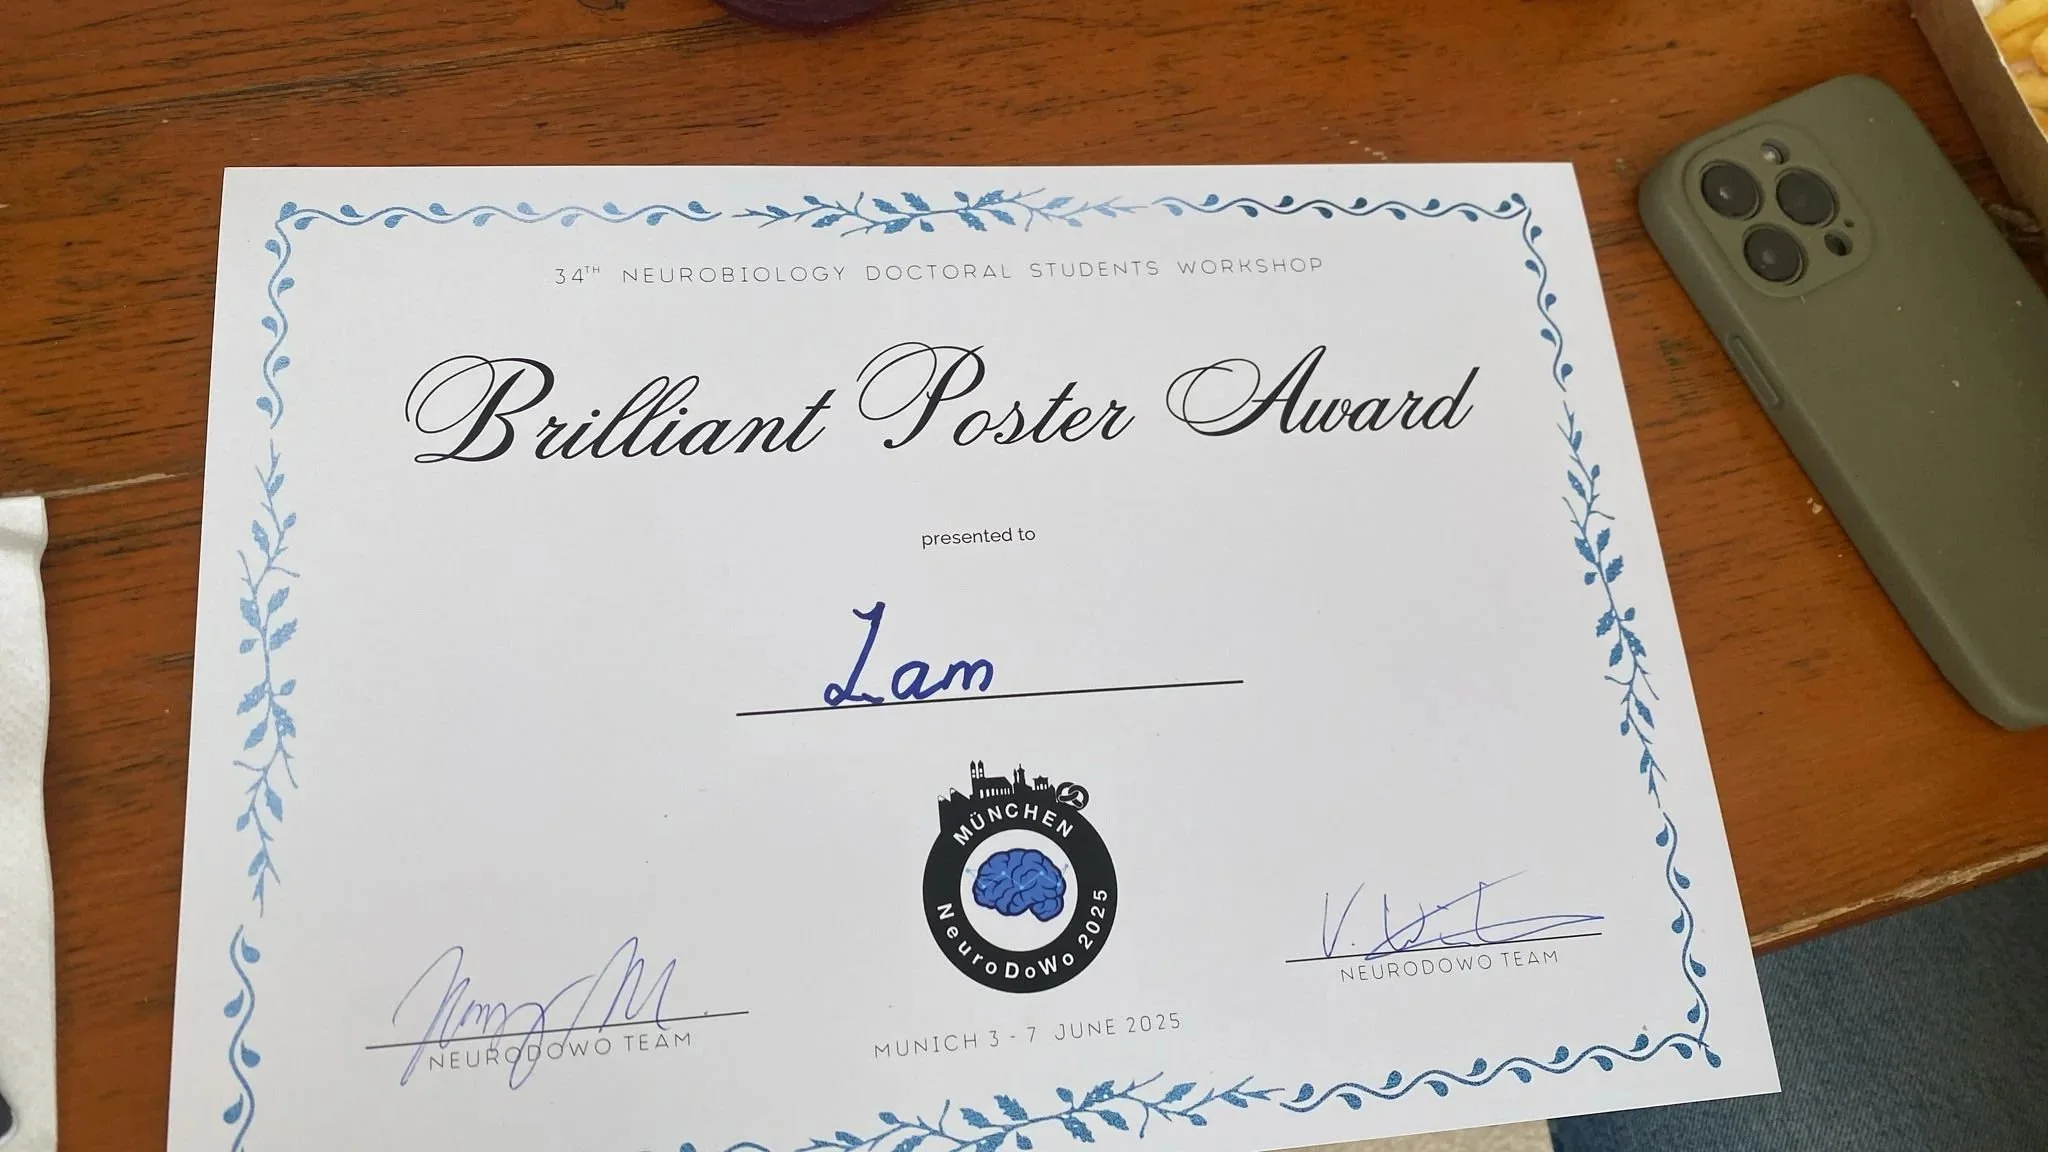 34TH NEUROBIOLOGY DOCTORAL STUDENTS WORKSHOP
Brilliant Poster Award
presented to
Lam
MÜNCHEN
NeuroDoWo 2025
V.
NEURODOWO TEAM
NEURODOWO TEAM
MUNICH 3 - 7 JUNE 2025